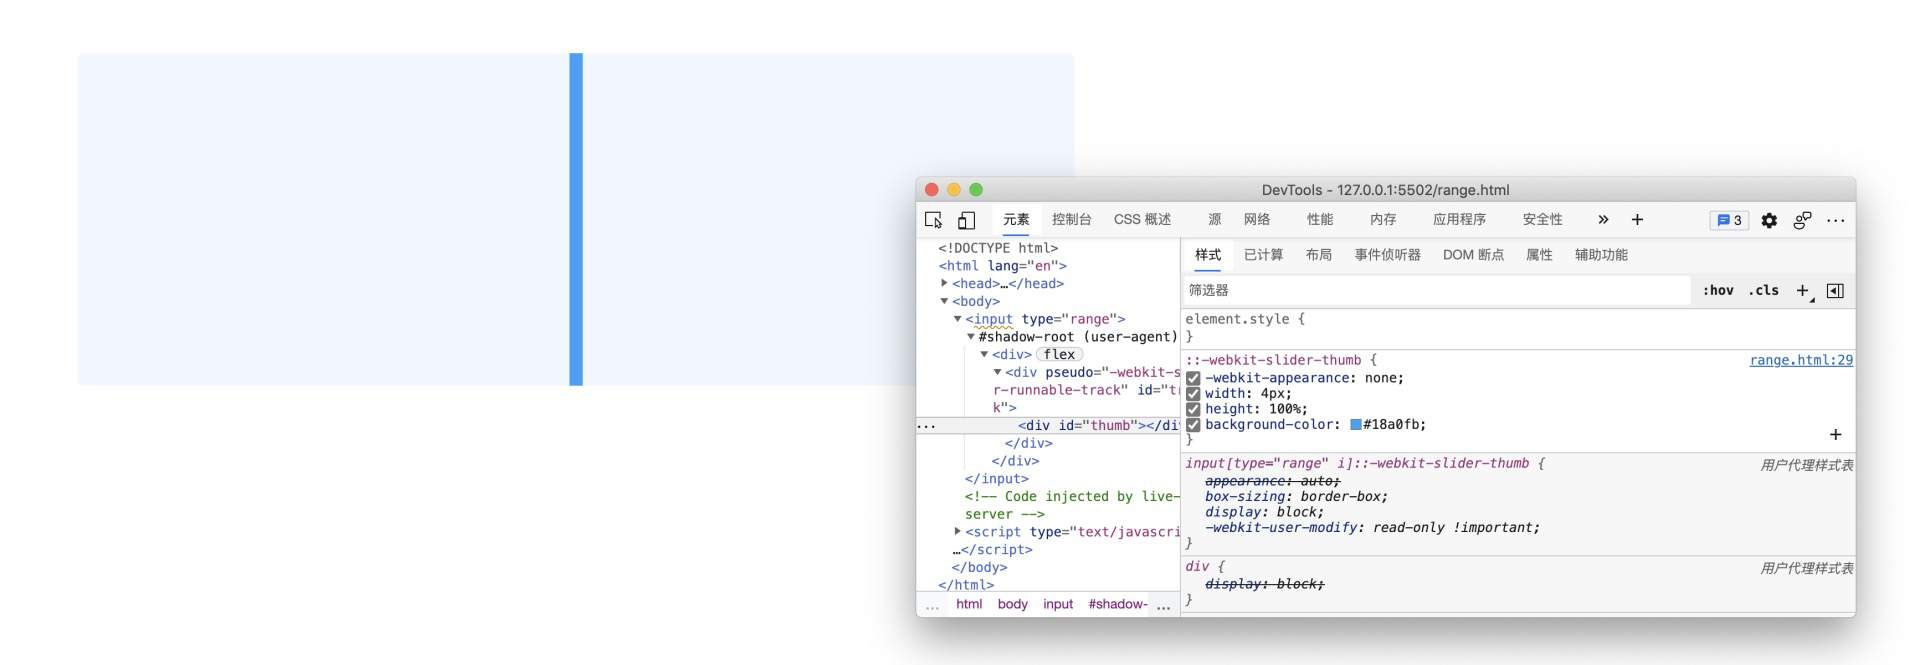 DevTools - 127.0.0.1:5502/range.html
元素 控制台 CSS 概述 源 网络 性能 内存 应用程序 安全性 » + 3 ···
<!DOCTYPE html>
<html lang="en">
▶<head>…</head>
▼<body>
▼<input type="range">
▼#shadow-root (user-agent)
▼<div> flex
▼<div pseudo="-webkit-s
r-runnable-track" id="tr
k">
… <div id="thumb"></di
</div>
</div>
</input>
<!-- Code injected by live-
server -->
▶<script type="text/javascri
…</script>
</body>
</html>
… html body input #shadow- …
样式 已计算 布局 事件侦听器 DOM 断点 属性 辅助功能
筛选器 :hov .cls +
element.style {
}
::-webkit-slider-thumb { range.html:29
-webkit-appearance: none;
width: 4px;
height: 100%;
background-color: #18a0fb;
}
+
input[type="range" i]::-webkit-slider-thumb { 用户代理样式表
appearance: auto;
box-sizing: border-box;
display: block;
-webkit-user-modify: read-only !important;
}
div { 用户代理样式表
display: block;
}